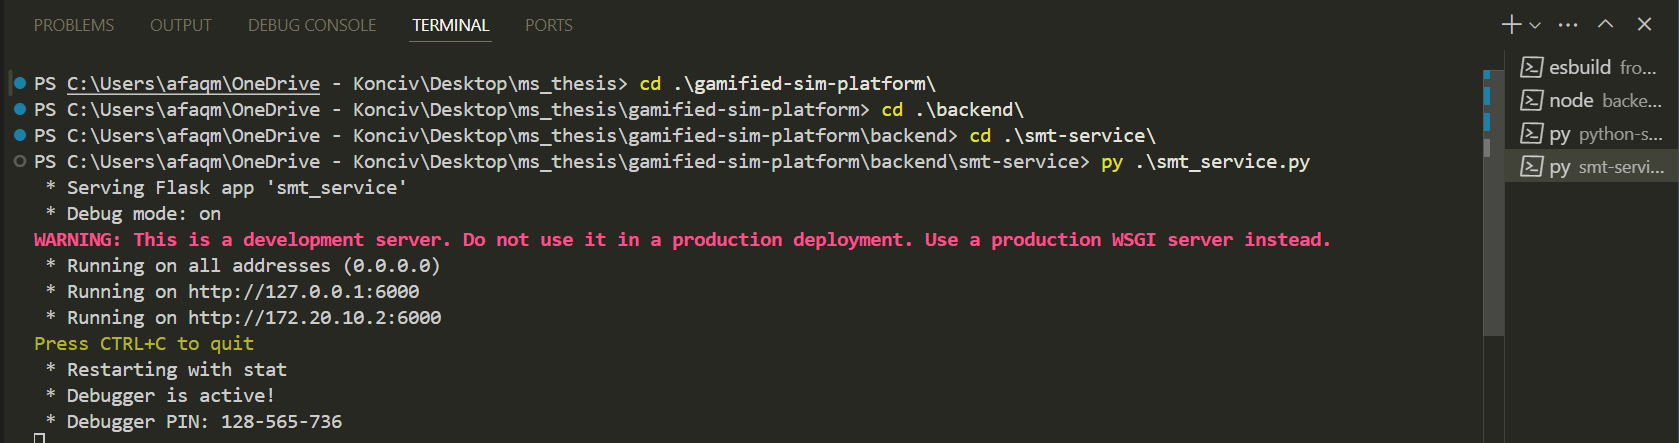 PROBLEMS OUTPUT DEBUG CONSOLE TERMINAL PORTS
PS C:\Users\afaqm\OneDrive - Konciv\Desktop\ms_thesis> cd .\gamified-sim-platform\
PS C:\Users\afaqm\OneDrive - Konciv\Desktop\ms_thesis\gamified-sim-platform> cd .\backend\
PS C:\Users\afaqm\OneDrive - Konciv\Desktop\ms_thesis\gamified-sim-platform\backend> cd .\smt-service\
PS C:\Users\afaqm\OneDrive - Konciv\Desktop\ms_thesis\gamified-sim-platform\backend\smt-service> py .\smt_service.py
* Serving Flask app 'smt_service'
* Debug mode: on
WARNING: This is a development server. Do not use it in a production deployment. Use a production WSGI server instead.
* Running on all addresses (0.0.0.0)
* Running on http://127.0.0.1:6000
* Running on http://172.20.10.2:6000
Press CTRL+C to quit
* Restarting with stat
* Debugger is active!
* Debugger PIN: 128-565-736
esbuild fro...
node backe...
py python-s...
py smt-servi...